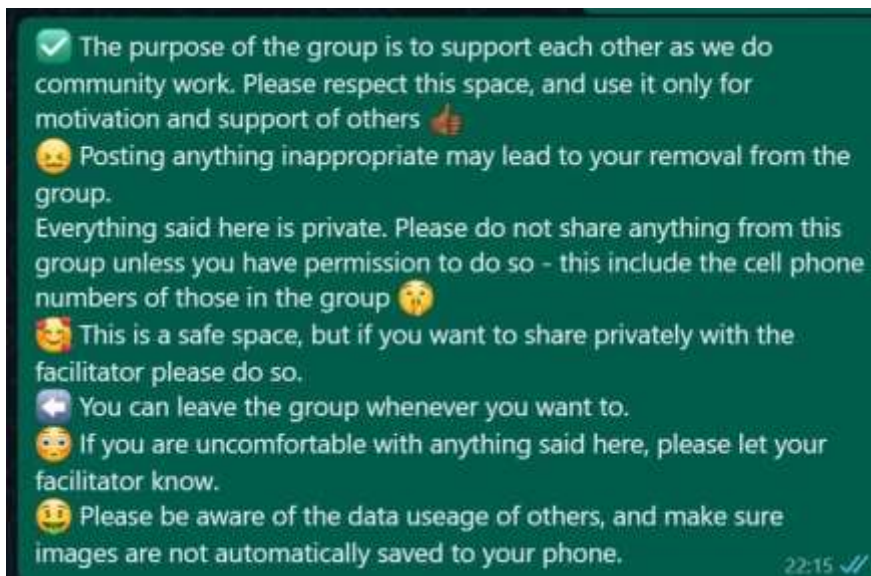 ✅ The purpose of the group is to support each other as we do
community work. Please respect this space, and use it only for
motivation and support of others 👍🏾
😖 Posting anything inappropriate may lead to your removal from the
group.
Everything said here is private. Please do not share anything from this
group unless you have permission to do so - this include the cell phone
numbers of those in the group 🤫
🥰 This is a safe space, but if you want to share privately with the
facilitator please do so.
⬅️ You can leave the group whenever you want to.
😳 If you are uncomfortable with anything said here, please let your
facilitator know.
🤑 Please be aware of the data useage of others, and make sure
images are not automatically saved to your phone.
22:15